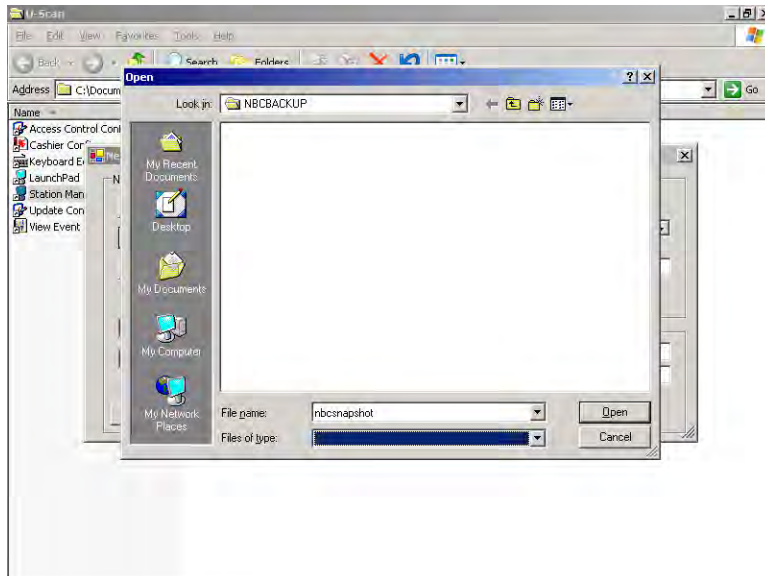 U-Scan
File Edit View Favorites Tools Help
Back Search Folders
Address C:\Docum Go
Name
Access Control Con
Cashier Con
Keyboard E
LaunchPad
Station Man
Update Con
View Event
Ne
N
Open
Look in: NBCBACKUP
My Recent
Documents
Desktop
My Documents
My Computer
My Network
Places
File name: nbcsnapshot Open
Files of type: Cancel